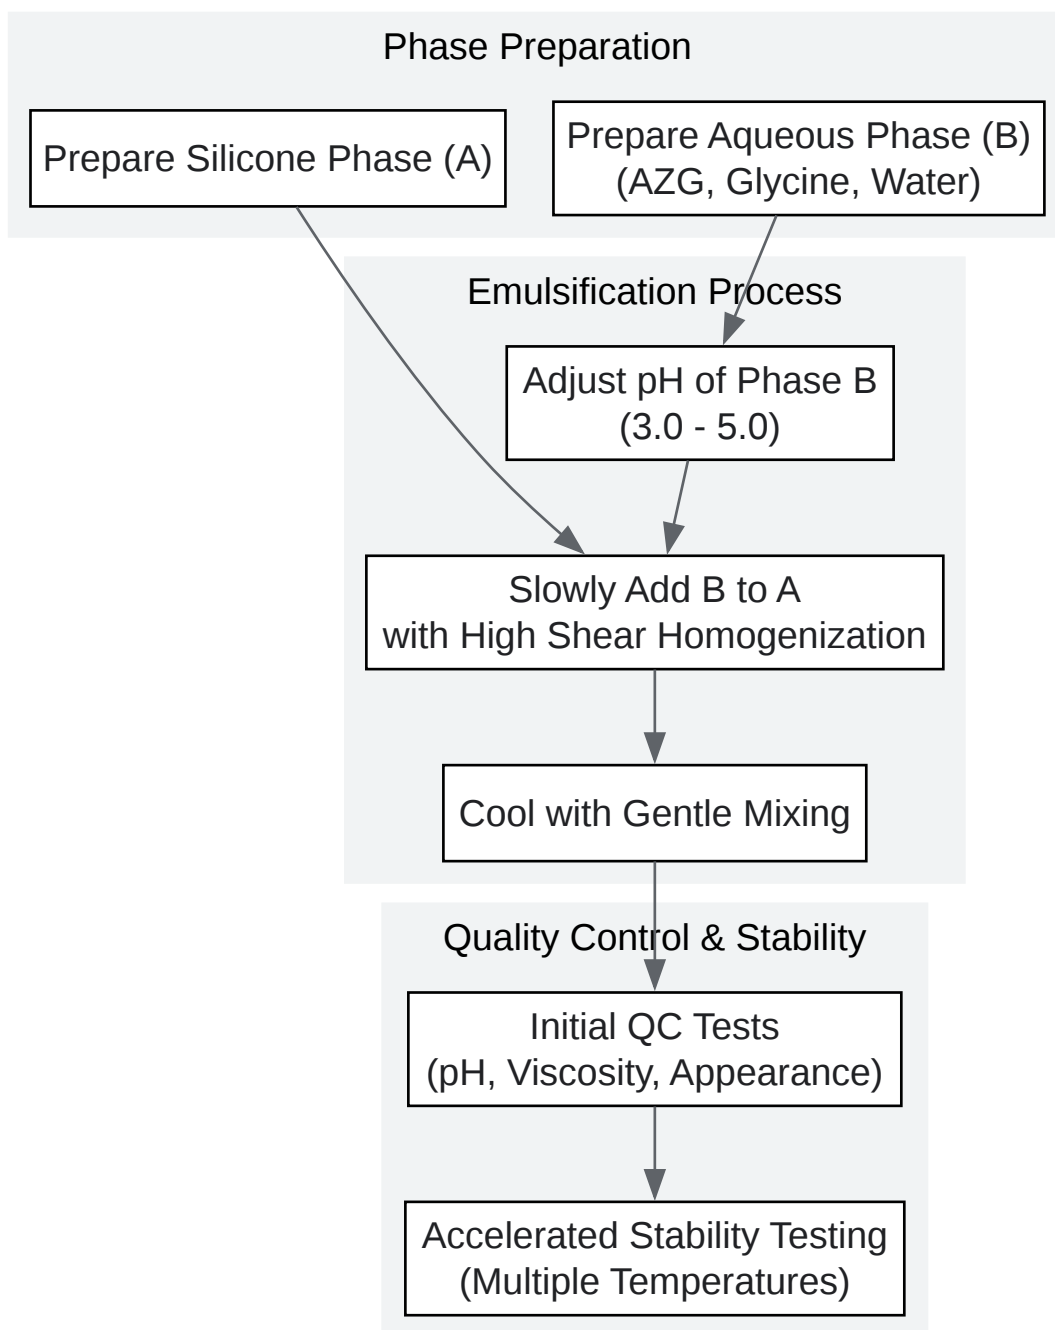 Phase Preparation
Prepare Silicone Phase (A)
Prepare Aqueous Phase (B)
(AZG, Glycine, Water)
Emulsification Process
Adjust pH of Phase B
(3.0 - 5.0)
Slowly Add B to A
with High Shear Homogenization
Cool with Gentle Mixing
Quality Control & Stability
Initial QC Tests
(pH, Viscosity, Appearance)
Accelerated Stability Testing
(Multiple Temperatures)